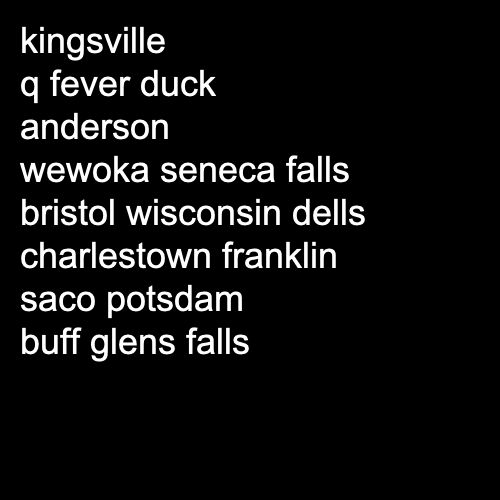 kingsville
q fever duck
anderson
wewoka seneca falls
bristol wisconsin dells
charlestown franklin
saco potsdam
buff glens falls